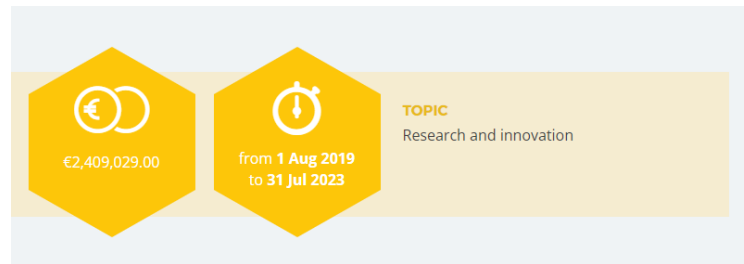 €2,409,029.00
from 1 Aug 2019
to 31 Jul 2023
TOPIC
Research and innovation